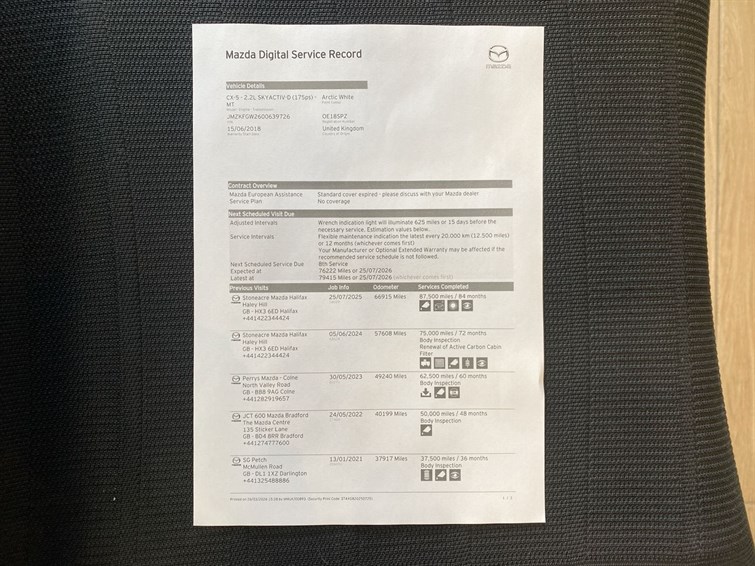 Mazda Digital Service Record
Vehicle Details
CX-5 - 2.2L SKYACTIV-D (175ps) - Arctic White
MT
JMZKFGW2600639726 DE18SPZ
15/06/2018 United Kingdom
Contract Overview
Mazda European Assistance Standard cover expired - please discuss with your Mazda dealer
Service Plan No coverage
Next Scheduled Visit Due
Adjusted Intervals Wrench indication light will illuminate 625 miles or 15 days before the
necessary service. Estimation values below.
Service Intervals Flexible maintenance indication the latest every 20,000 km (12,500 miles)
or 12 months (whichever comes first)
Your Manufacturer or Optional Extended Warranty may be affected if the
recommended service schedule is not followed.
Next Scheduled Service Due 8th Service
Expected at 76222 Miles or 25/07/2026
Latest at 79415 Miles or 25/07/2026 (whichever comes first)
Previous Visits Job Info Odometer Services Completed
Stoneacre Mazda Halifax 25/07/2025 66915 Miles 87,500 miles / 84 months
Haley Hill
GB - HX3 6ED Halifax
+441422344424
Stoneacre Mazda Halifax 05/06/2024 57608 Miles 75,000 miles / 72 months
Haley Hill Body Inspection
GB - HX3 6ED Halifax Renewal of Active Carbon Cabin
+441422344424 Filter
Perrys Mazda - Colne 30/05/2023 49240 Miles 62,500 miles / 60 months
North Valley Road Body Inspection
GB - BB8 9AG Colne
+441282919657
JCT 600 Mazda Bradford 24/05/2022 40199 Miles 50,000 miles / 48 months
The Mazda Centre Body Inspection
135 Sticker Lane
GB - BD4 8RR Bradford
+441274777600
SG Petch 13/01/2021 37917 Miles 37,500 miles / 36 months
McMullen Road Body Inspection
GB - DL1 1XZ Darlington
+441325488886